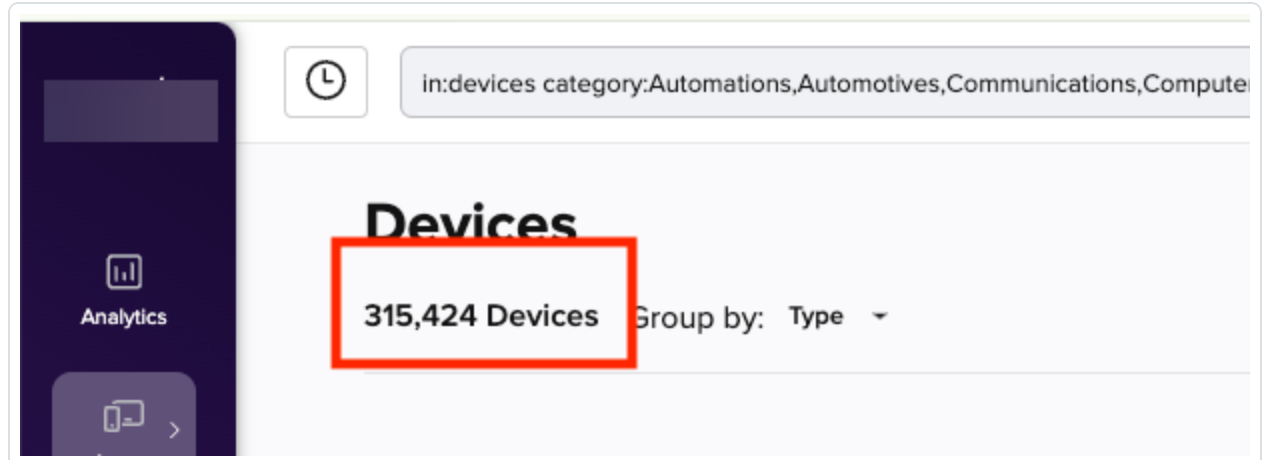 in:devices category:Automations,Automotives,Communications,Compute
Devices
315,424 Devices Group by: Type
Analytics